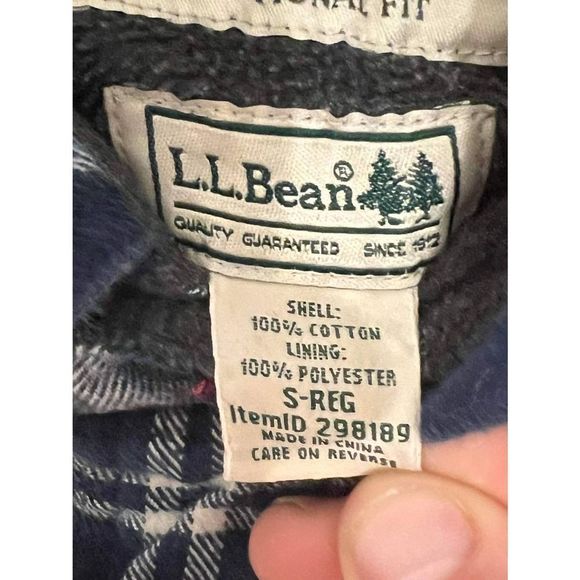 FIT
L.L.Bean®
QUALITY GUARANTEED SINCE 1912
SHELL:
100% COTTON
LINING:
100% POLYESTER
S-REG
ItemID 298189
MADE IN CHINA
CARE ON REVERSE